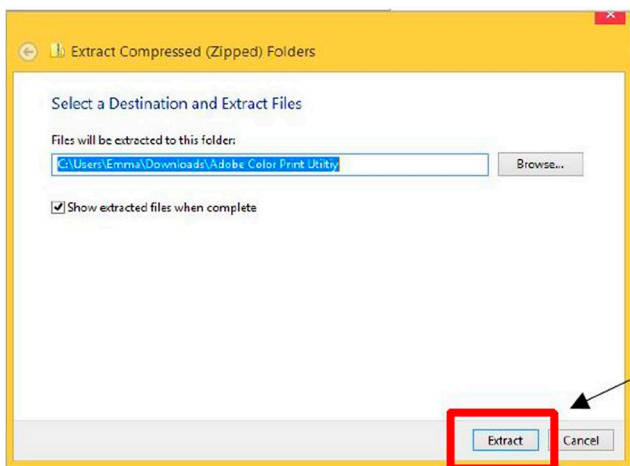 Extract Compressed (Zipped) Folders
Select a Destination and Extract Files
Files will be extracted to this folder:
C:\Users\Emma\Downloads\Adobe Color Print Utiltiy
Browse...
Show extracted files when complete
Extract
Cancel